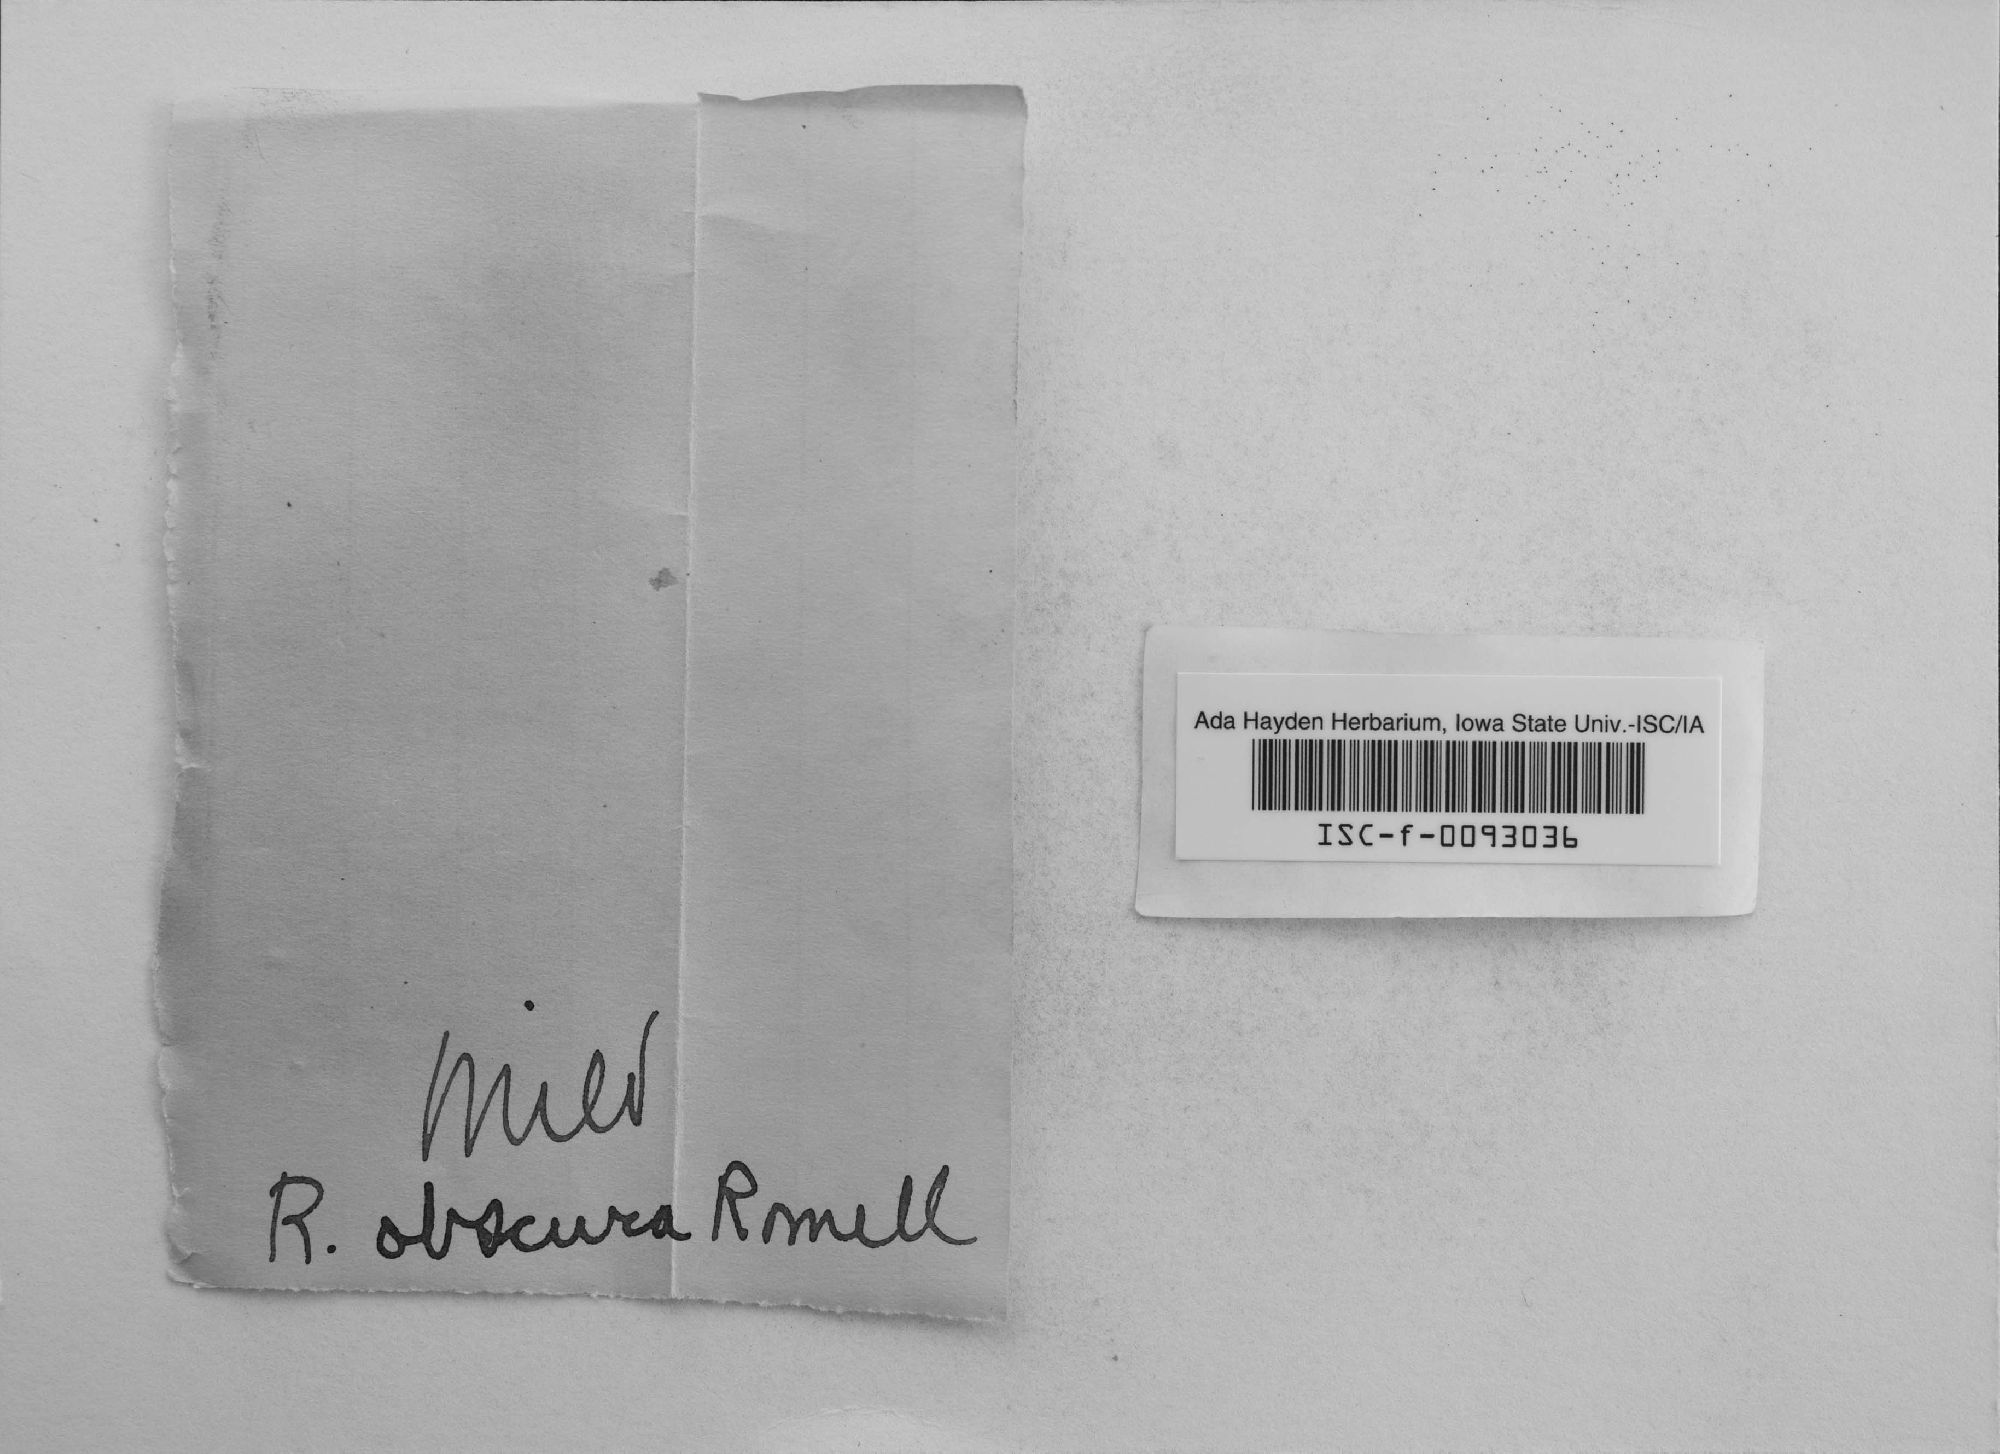 mild
R. obscura Romell
Ada Hayden Herbarium, Iowa State Univ.-ISC/IA
ISC-f-0093036